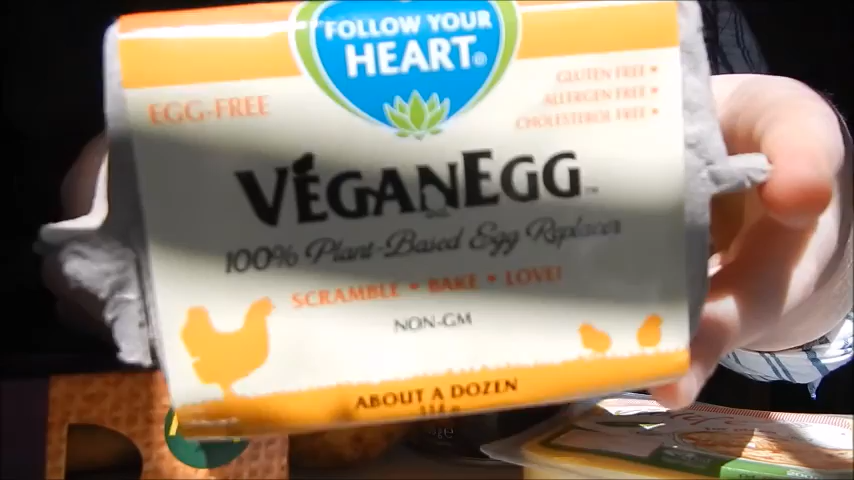 FOLLOW YOUR
HEART®
GLUTEN FREE •
ALLERGEN FREE •
CHOLESTEROL FREE •
EGG-FREE
VEGANEGG™
100% Plant-Based Egg Replacer
SCRAMBLE • BAKE • LOVE!
NON-GM
ABOUT A DOZEN